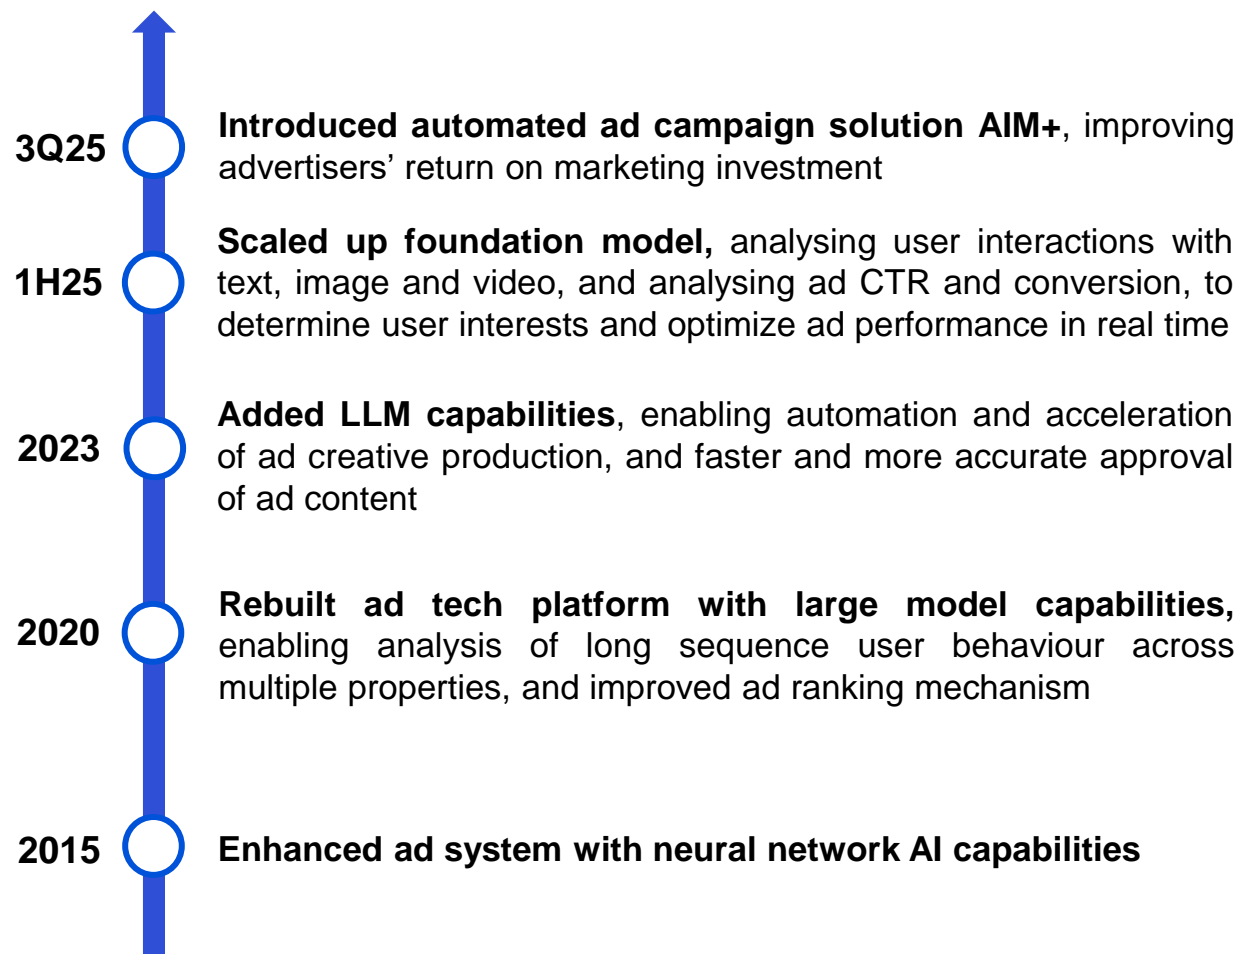 3Q25
Introduced automated ad campaign solution AIM+, improving
advertisers’ return on marketing investment
1H25
Scaled up foundation model, analysing user interactions with
text, image and video, and analysing ad CTR and conversion, to
determine user interests and optimize ad performance in real time
2023
Added LLM capabilities, enabling automation and acceleration
of ad creative production, and faster and more accurate approval
of ad content
2020
Rebuilt ad tech platform with large model capabilities,
enabling analysis of long sequence user behaviour across
multiple properties, and improved ad ranking mechanism
2015
Enhanced ad system with neural network AI capabilities